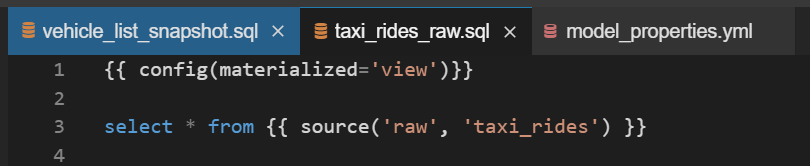 vehicle_list_snapshot.sql × taxi_rides_raw.sql × model_properties.yml
1 {{ config(materialized='view')}}
2
3 select * from {{ source('raw', 'taxi_rides') }}
4